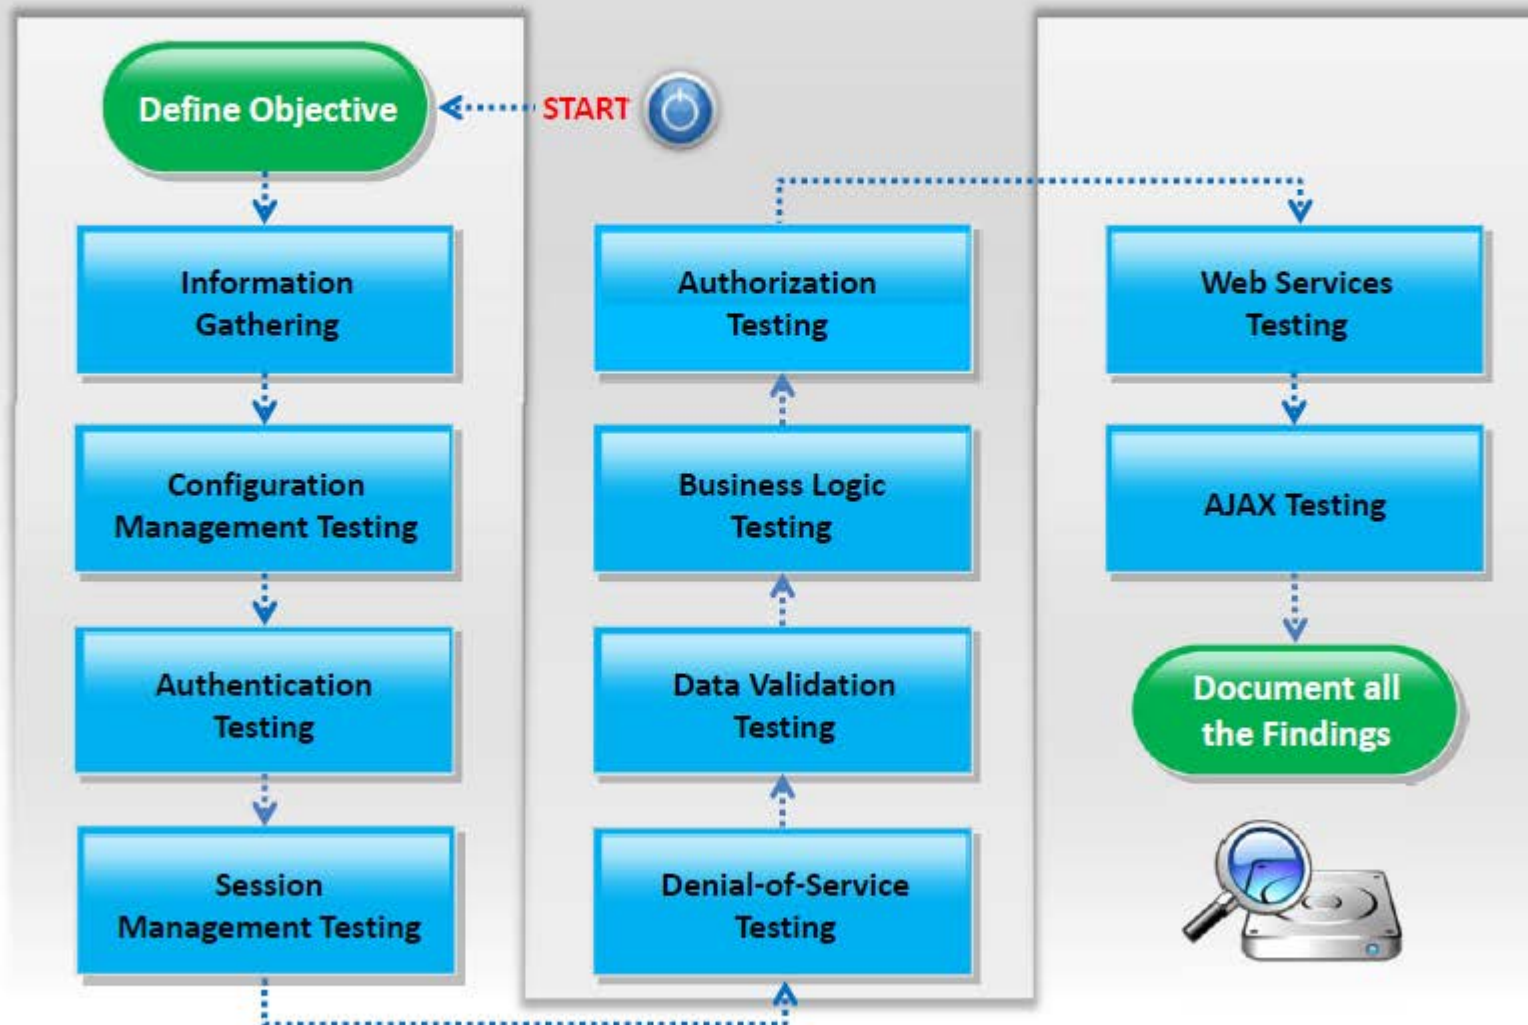 START
Define Objective
Information
Gathering
Configuration
Management Testing
Authentication
Testing
Session
Management Testing
Denial-of-Service
Testing
Data Validation
Testing
Business Logic
Testing
Authorization
Testing
Web Services
Testing
AJAX Testing
Document all
the Findings